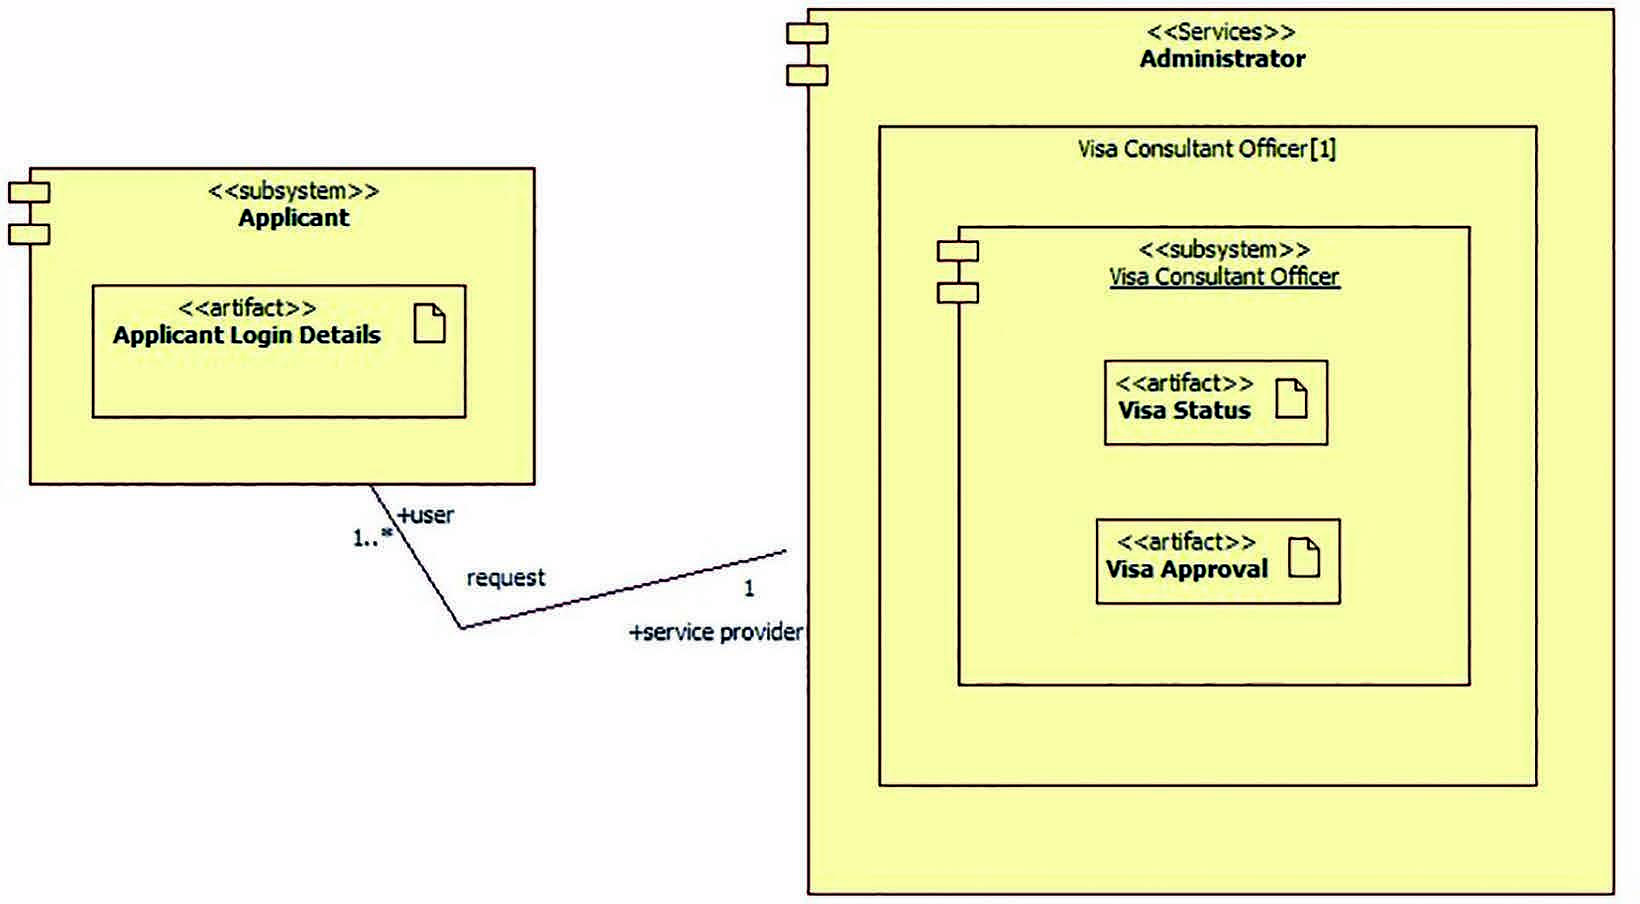 <<Services>>
Administrator
Visa Consultant Officer[1]
<<subsystem>>
Applicant
<<subsystem>>
Visa Consultant Officer
<<artifact>>
Applicant Login Details
<<artifact>>
Visa Status
+user
1..*
<<artifact>>
Visa Approval
request
1
+service provider